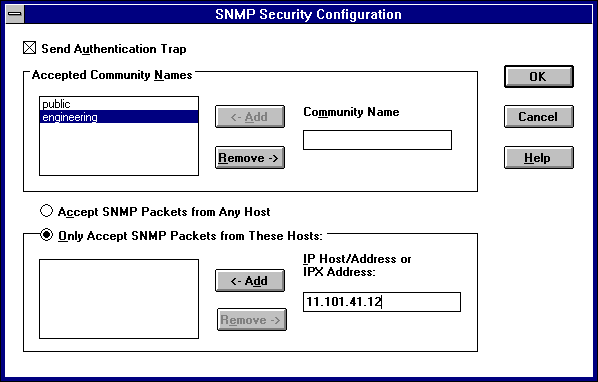 SNMP Security Configuration
Send Authentication Trap
Accepted Community Names
public
engineering
<- Add
Remove ->
Community Name
OK
Cancel
Help
Accept SNMP Packets from Any Host
Only Accept SNMP Packets from These Hosts:
<- Add
Remove ->
IP Host/Address or
IPX Address:
11.101.41.12